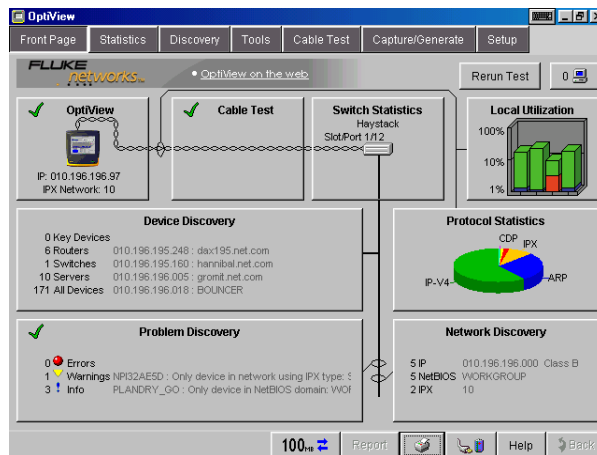 OptiView
Front Page Statistics Discovery Tools Cable Test Capture/Generate Setup
FLUKE networks.
• OptiView on the web
Rerun Test 0
OptiView
IP: 010.196.196.97
IPX Network: 10
Cable Test
Switch Statistics
Haystack
Slot/Port 1/12
Local Utilization
100%
10%
1%
Device Discovery
0 Key Devices
6 Routers 010.196.195.248 : dax195.net.com
1 Switches 010.196.195.160 : hannibal.net.com
10 Servers 010.196.196.005 : gromit.net.com
171 All Devices 010.196.196.018 : BOUNCER
Protocol Statistics
CDP
IPX
IP-V4
ARP
Problem Discovery
0 Errors
1 Warnings NPI32AE5D : Only device in network using IPX type:
3 ! Info PLANDRY_GO : Only device in NetBIOS domain: WOF
Network Discovery
5 IP 010.196.196.000 Class B
5 NetBIOS WORKGROUP
2 IPX 10
100 Report Help Back